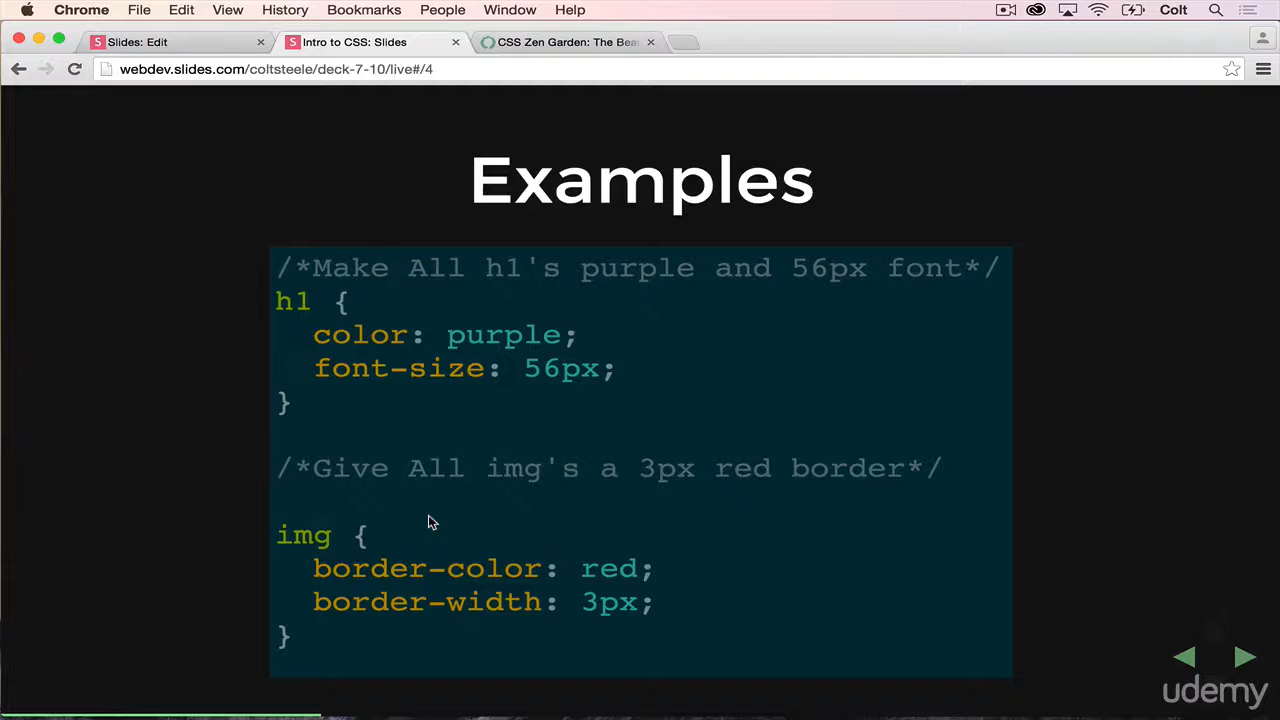 Chrome File Edit View History Bookmarks People Window Help Colt
Slides: Edit Intro to CSS: Slides CSS Zen Garden: The Bea
webdev.slides.com/coltsteele/deck-7-10/live#/4
Examples
/*Make All h1's purple and 56px font*/
h1 {
color: purple;
font-size: 56px;
}
/*Give All img's a 3px red border*/
img {
border-color: red;
border-width: 3px;
}
udemy